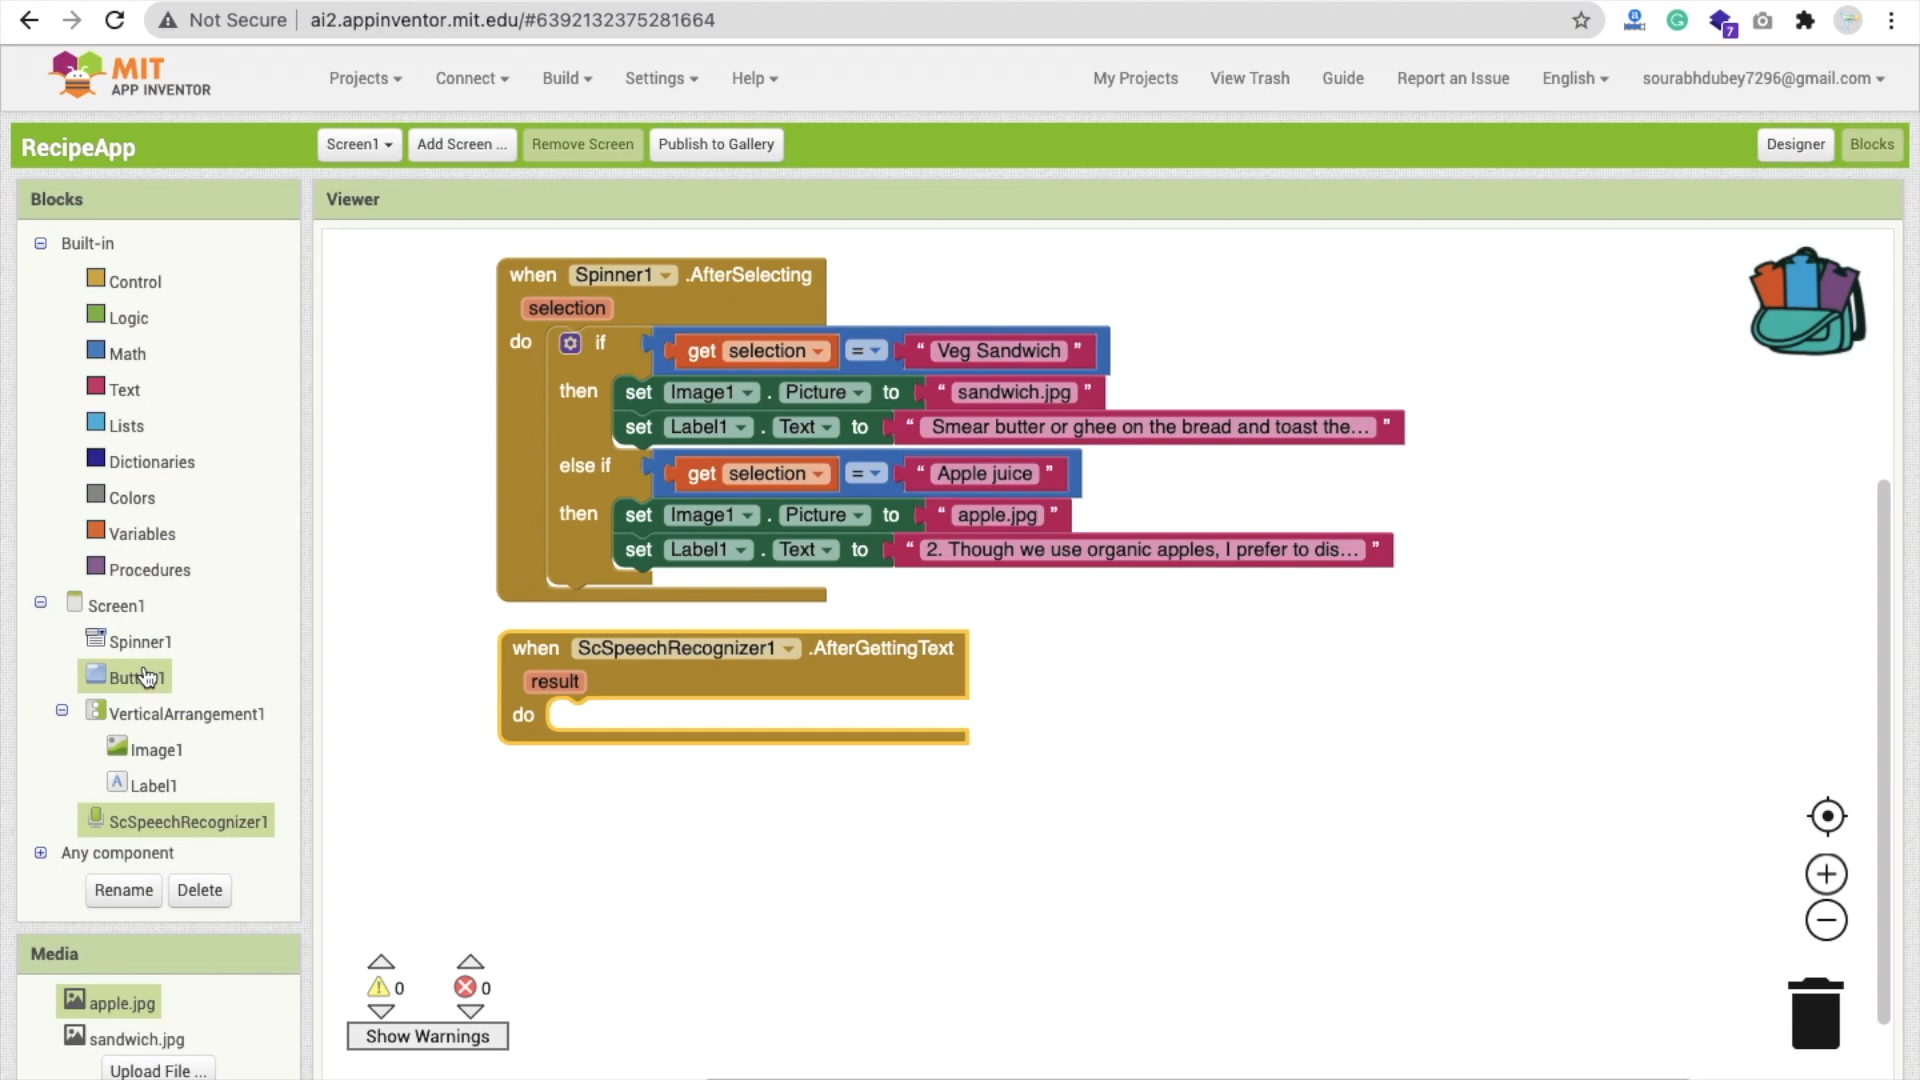 Not Secure ai2.appinventor.mit.edu/#6392132375281664
7
MIT
APP INVENTOR
Projects Connect Build Settings Help My Projects View Trash Guide Report an Issue English sourabhdubey7296@gmail.com
RecipeApp Screen1 Add Screen ... Remove Screen Publish to Gallery Designer Blocks
Blocks
Built-in
Control
Logic
Math
Text
Lists
Dictionaries
Colors
Variables
Procedures
Screen1
Spinner1
VerticalArrangement1
Image1
Label1
ScSpeechRecognizer1
Any component
Rename Delete
Media
apple.jpg
sandwich.jpg
Upload File ...
Viewer
when Spinner1 .AfterSelecting
selection
do if get selection = “ Veg Sandwich ”
then set Image1 . Picture to “ sandwich.jpg ”
set Label1 . Text to “ Smear butter or ghee on the bread and toast the... ”
else if get selection = “ Apple juice ”
then set Image1 . Picture to “ apple.jpg ”
set Label1 . Text to “ 2. Though we use organic apples, I prefer to dis... ”
when ScSpeechRecognizer1 .AfterGettingText
result
do
0 0
Show Warnings